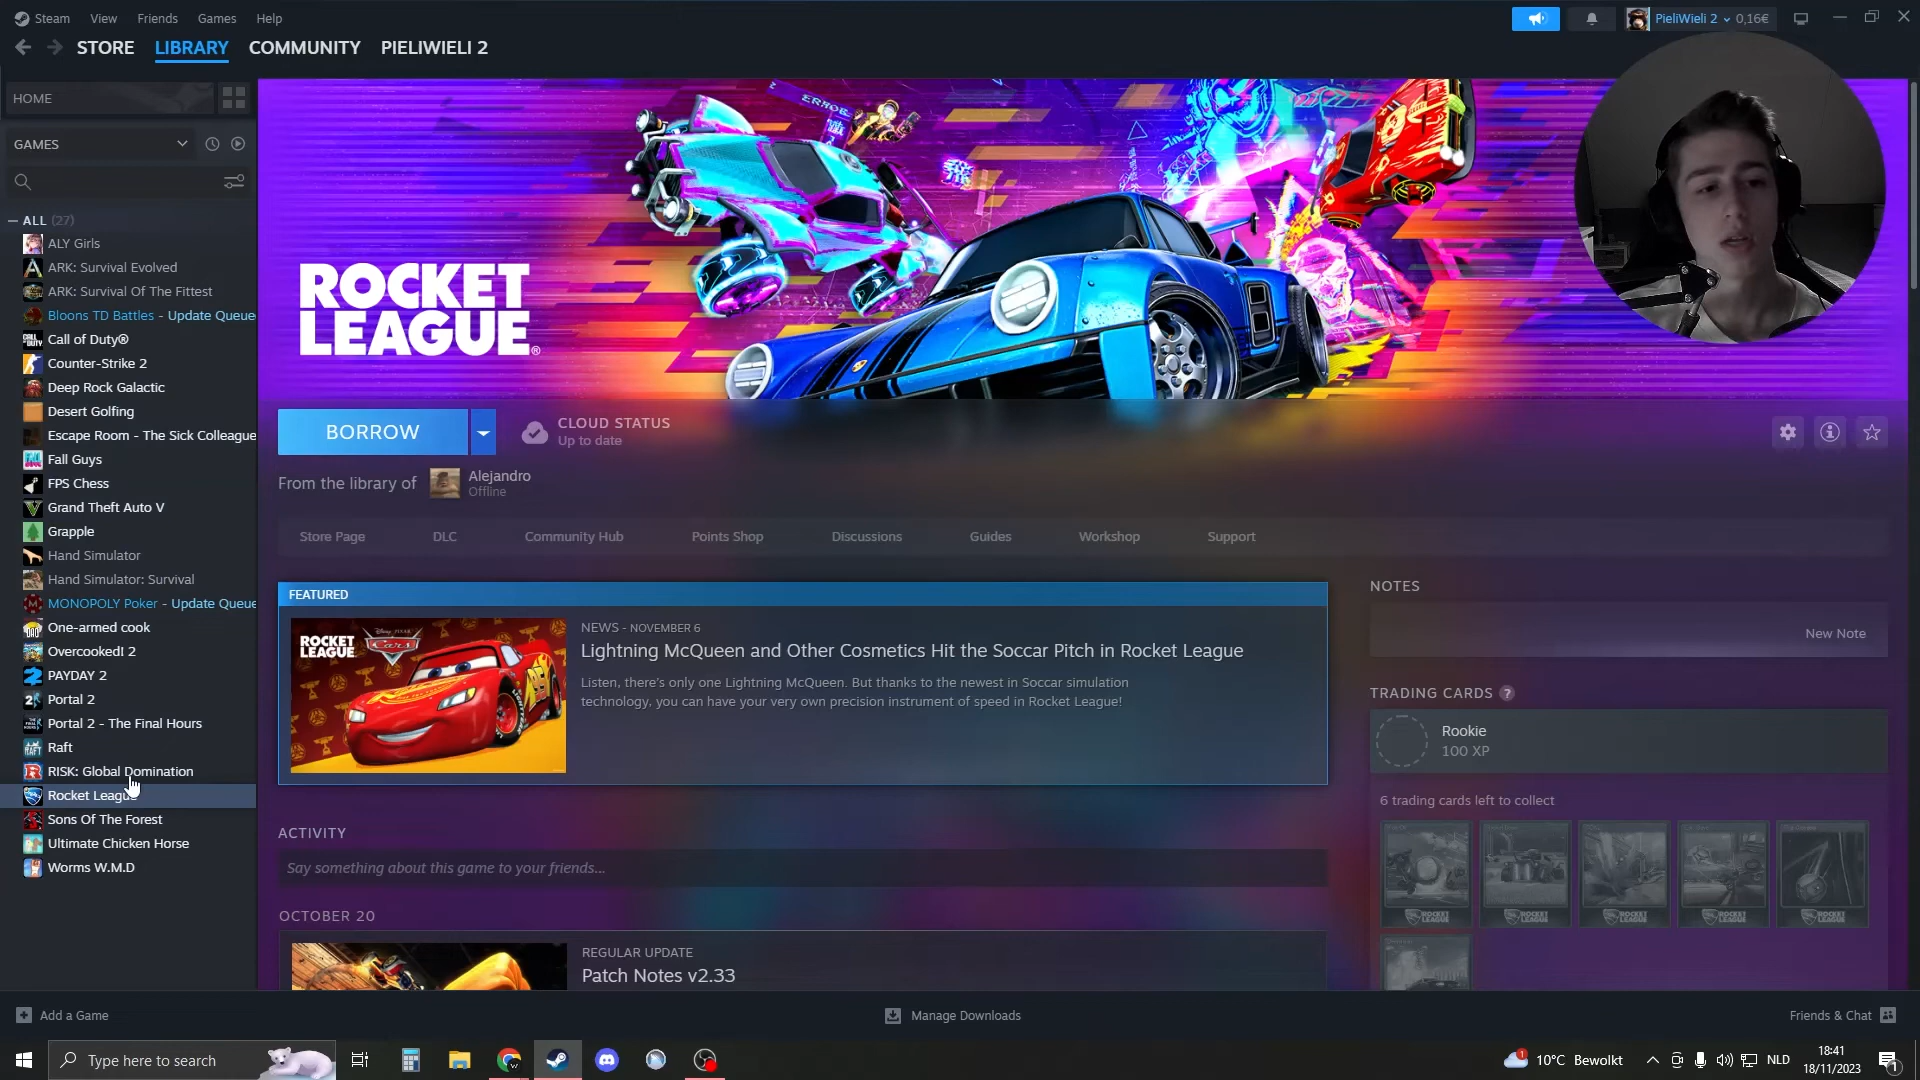 Steam View Friends Games Help
PieliWieli 2 0,16€
STORE LIBRARY COMMUNITY PIELIWIELI 2
HOME
GAMES
— ALL (27)
ALY Girls
ARK: Survival Evolved
ARK: Survival Of The Fittest
Bloons TD Battles - Update Queue
Call of Duty®
Counter-Strike 2
Deep Rock Galactic
Desert Golfing
Escape Room - The Sick Colleague
Fall Guys
FPS Chess
Grand Theft Auto V
Grapple
Hand Simulator
Hand Simulator: Survival
MONOPOLY Poker - Update Queue
One-armed cook
Overcooked! 2
PAYDAY 2
Portal 2
Portal 2 - The Final Hours
Raft
RISK: Global Domination
Rocket League
Sons Of The Forest
Ultimate Chicken Horse
Worms W.M.D
ERROR
ROCKET
LEAGUE®
BORROW
CLOUD STATUS
Up to date
From the library of
Alejandro
Offline
Store Page DLC Community Hub Points Shop Discussions Guides Workshop Support
FEATURED
ROCKET
LEAGUE
Cars
NEWS - NOVEMBER 6
Lightning McQueen and Other Cosmetics Hit the Soccar Pitch in Rocket League
Listen, there's only one Lightning McQueen. But thanks to the newest in Soccar simulation
technology, you can have your very own precision instrument of speed in Rocket League!
ACTIVITY
Say something about this game to your friends...
OCTOBER 20
REGULAR UPDATE
Patch Notes v2.33
NOTES
New Note
TRADING CARDS ?
Rookie
100 XP
6 trading cards left to collect
Add a Game
Manage Downloads
Friends & Chat
Type here to search
10°C Bewolkt
NLD
18:41
18/11/2023